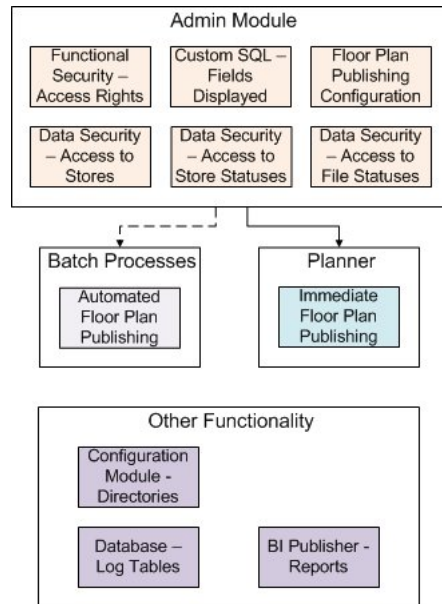 Admin Module
Functional
Security –
Access Rights
Custom SQL –
Fields
Displayed
Floor Plan
Publishing
Configuration
Data Security
– Access to
Stores
Data Security
– Access to
Store Statuses
Data Security
– Access to
File Statuses
Batch Processes
Automated
Floor Plan
Publishing
Planner
Immediate
Floor Plan
Publishing
Other Functionality
Configuration
Module -
Directories
Database –
Log Tables
BI Publisher -
Reports